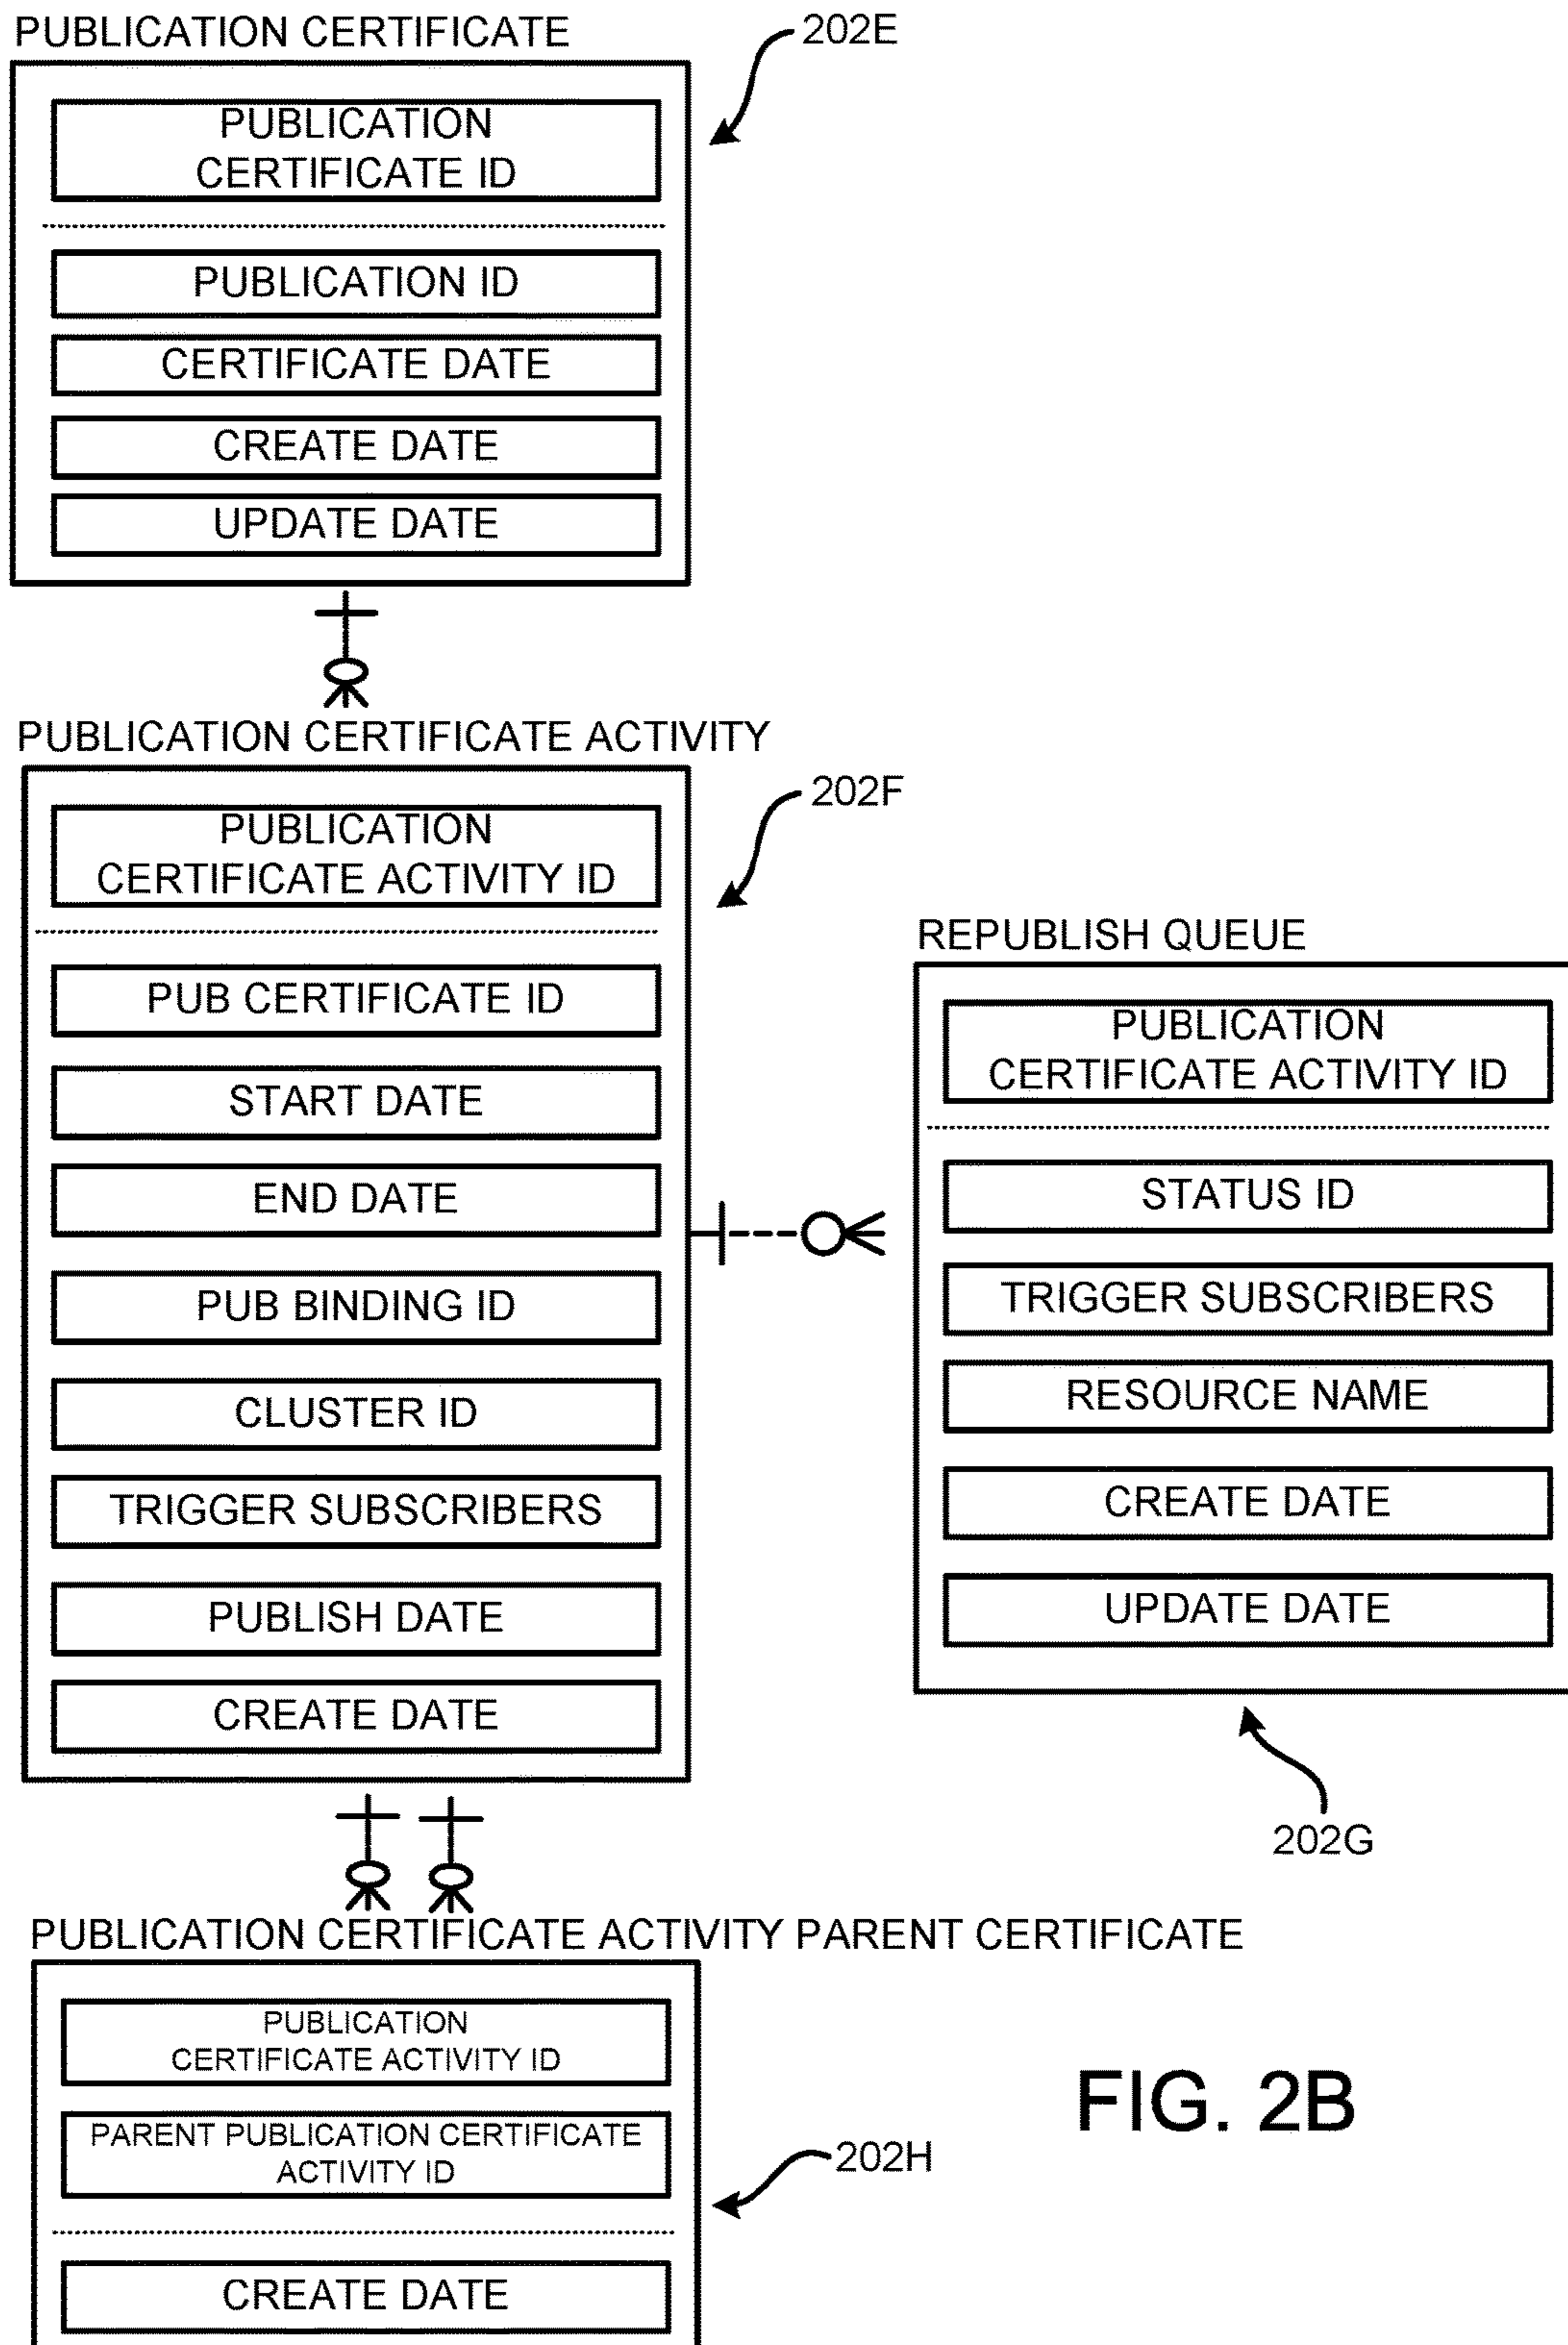 PUBLICATION CERTIFICATE
202E
PUBLICATION
CERTIFICATE ID
PUBLICATION ID
CERTIFICATE DATE
CREATE DATE
UPDATE DATE
PUBLICATION CERTIFICATE ACTIVITY
202F
PUBLICATION
CERTIFICATE ACTIVITY ID
PUB CERTIFICATE ID
START DATE
END DATE
PUB BINDING ID
CLUSTER ID
TRIGGER SUBSCRIBERS
PUBLISH DATE
CREATE DATE
REPUBLISH QUEUE
PUBLICATION
CERTIFICATE ACTIVITY ID
STATUS ID
TRIGGER SUBSCRIBERS
RESOURCE NAME
CREATE DATE
UPDATE DATE
202G
PUBLICATION CERTIFICATE ACTIVITY PARENT CERTIFICATE
PUBLICATION
CERTIFICATE ACTIVITY ID
PARENT PUBLICATION CERTIFICATE
ACTIVITY ID
CREATE DATE
202H
FIG. 2B